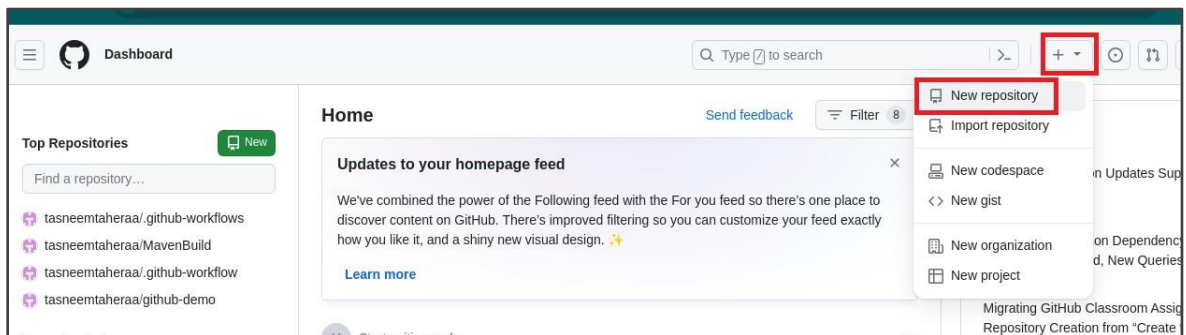 Dashboard
Type / to search
Top Repositories
New
Find a repository…
tasneemtaheraa/.github-workflows
tasneemtaheraa/MavenBuild
tasneemtaheraa/.github-workflow
tasneemtaheraa/github-demo
Home
Send feedback
Filter 8
Updates to your homepage feed
We've combined the power of the Following feed with the For you feed so there's one place to
discover content on GitHub. There's improved filtering so you can customize your feed exactly
how you like it, and a shiny new visual design. ✨
Learn more
New repository
Import repository
New codespace
New gist
New organization
New project
n Updates Sup
on Dependency
d, New Queries
Migrating GitHub Classroom Assig
Repository Creation from "Create